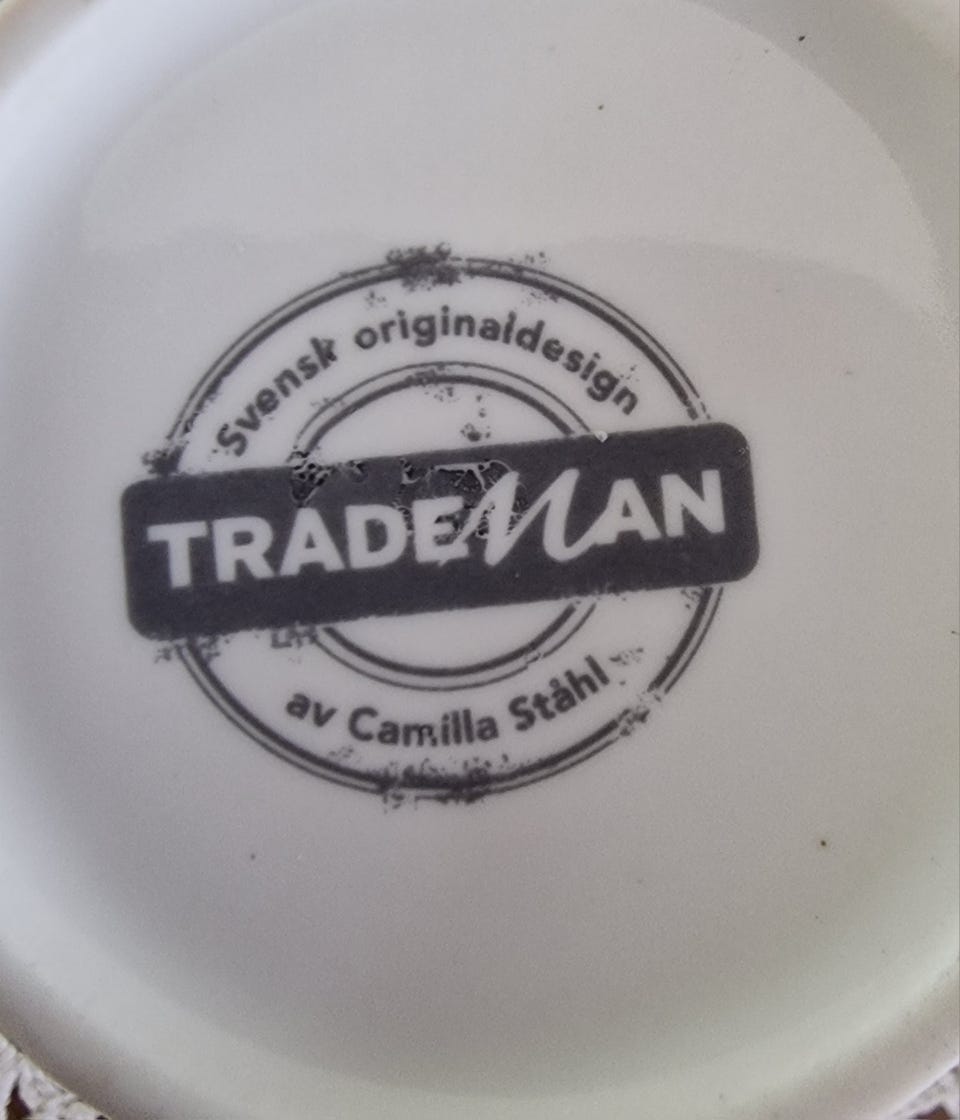 Svensk originaldesign
TRADEMAN
av Camilla Ståhl